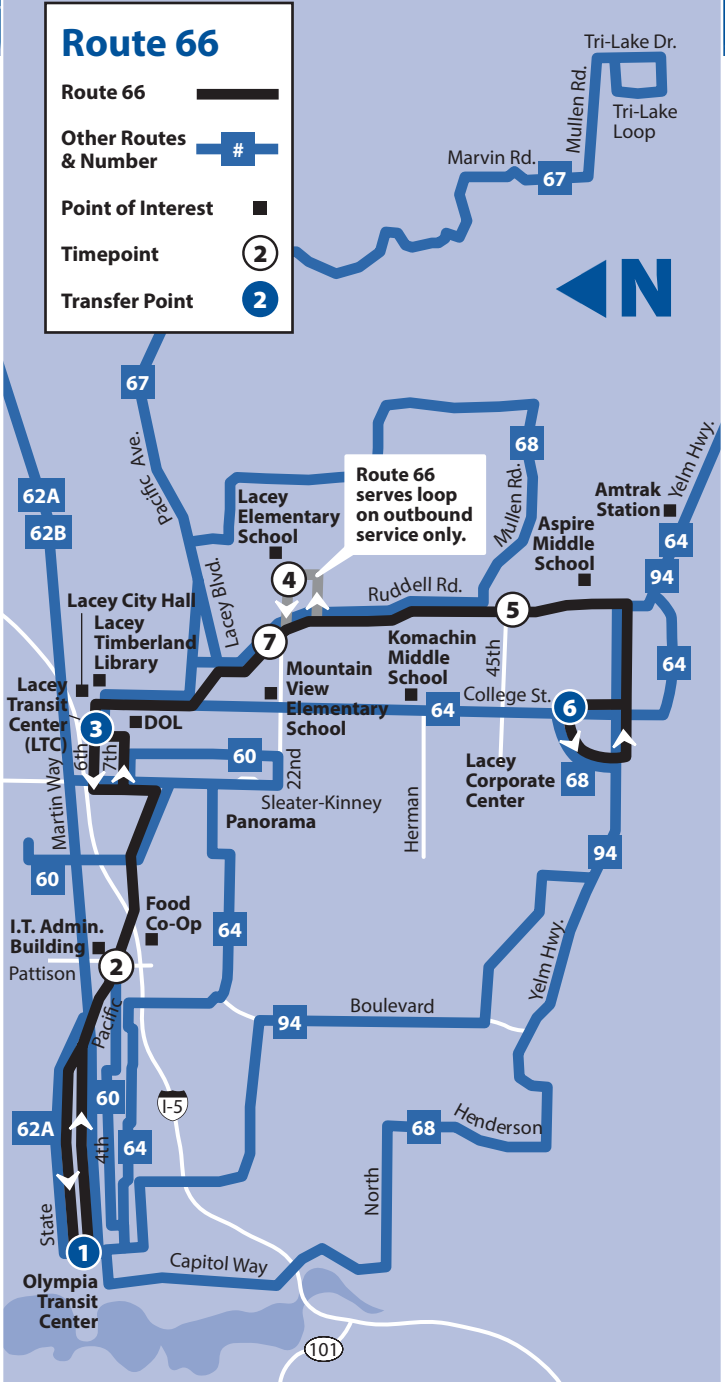 Route 66
Route 66
Other Routes
& Number
#
Point of Interest
Timepoint
2
Transfer Point
2
Tri-Lake Dr.
Mullen Rd.
Tri-Lake
Loop
Marvin Rd.
67
N
67
Pacific Ave.
68
Yelm Hwy.
Route 66
serves loop
on outbound
service only.
62A
62B
Lacey
Elementary
School
Mullen Rd.
Amtrak
Station
Aspire
Middle
School
64
94
4
Ruddell Rd.
Lacey Blvd.
5
Lacey City Hall
Lacey
Timberland
Library
7
Komachin
Middle
School
45th
64
Lacey
Transit
Center
(LTC)
3
DOL
Mountain
View
Elementary
School
64
College St.
6
6th
7th
60
22nd
Lacey
Corporate
Center
68
Martin Way
Sleater-Kinney
Panorama
Herman
94
60
Food
Co-Op
I.T. Admin.
Building
64
2
Pattison
Yelm Hwy.
Pacific
Boulevard
94
60
I-5
62A
4th
64
68
Henderson
State
North
1
Capitol Way
Olympia
Transit
Center
101